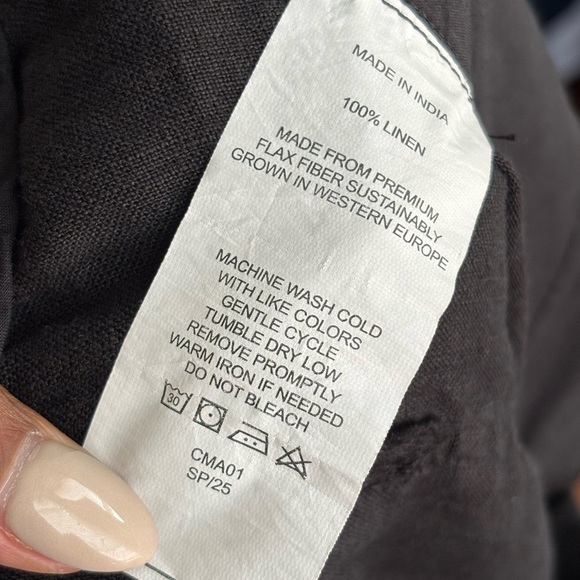 MADE IN INDIA
100% LINEN
MADE FROM PREMIUM
FLAX FIBER SUSTAINABLY
GROWN IN WESTERN EUROPE
MACHINE WASH COLD
WITH LIKE COLORS
GENTLE CYCLE
TUMBLE DRY LOW
REMOVE PROMPTLY
WARM IRON IF NEEDED
DO NOT BLEACH
30
CMA01
SP/25